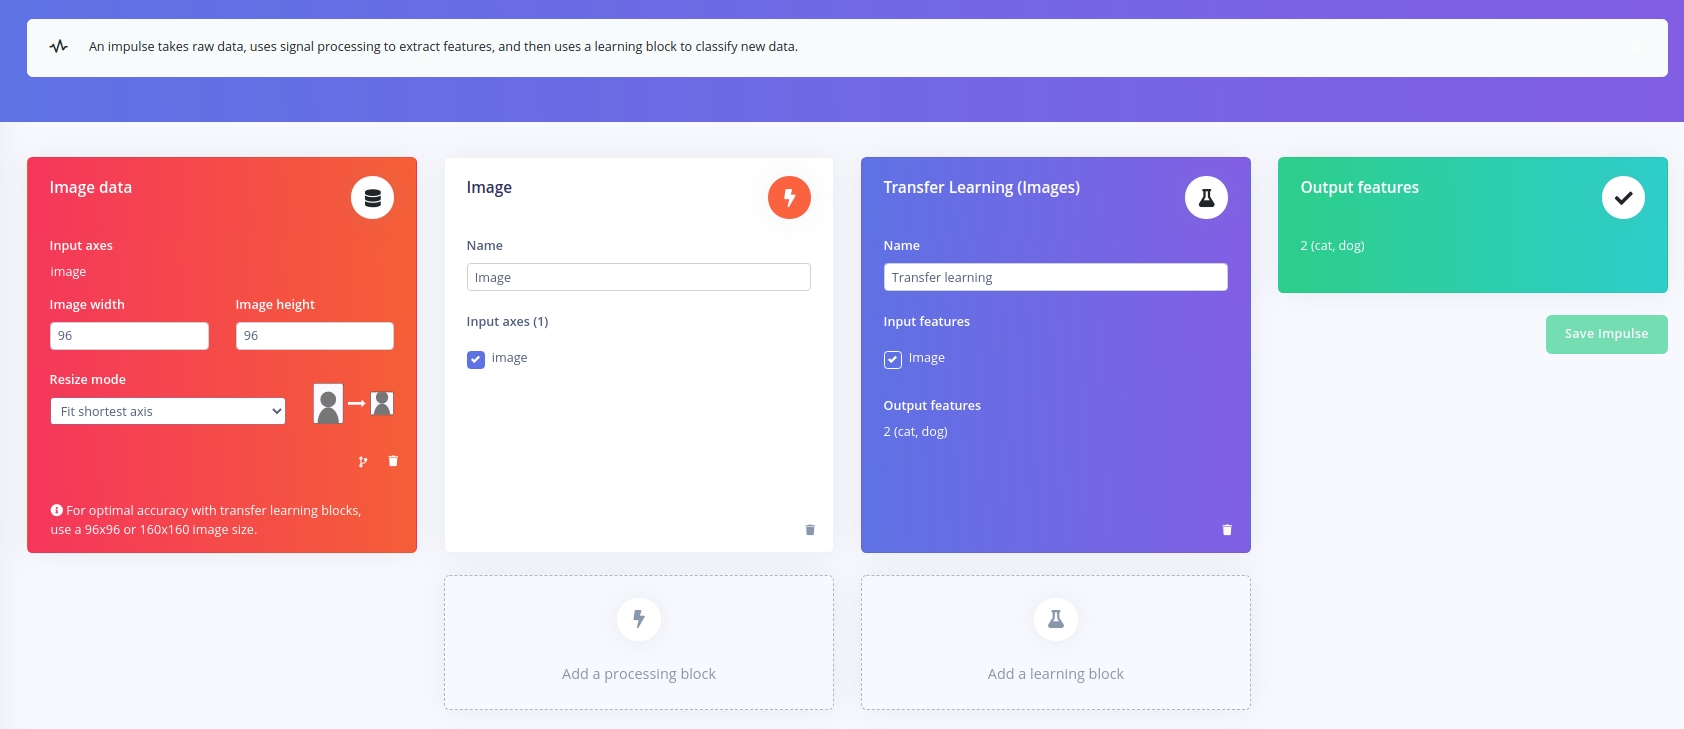 An impulse takes raw data, uses signal processing to extract features, and then uses a learning block to classify new data.
Image data
Input axes
image
Image width
Image height
96
96
Resize mode
Fit shortest axis
For optimal accuracy with transfer learning blocks,
use a 96x96 or 160x160 image size.
Image
Name
Image
Input axes (1)
image
Add a processing block
Transfer Learning (Images)
Name
Transfer learning
Input features
Image
Output features
2 (cat, dog)
Add a learning block
Output features
2 (cat, dog)
Save Impulse